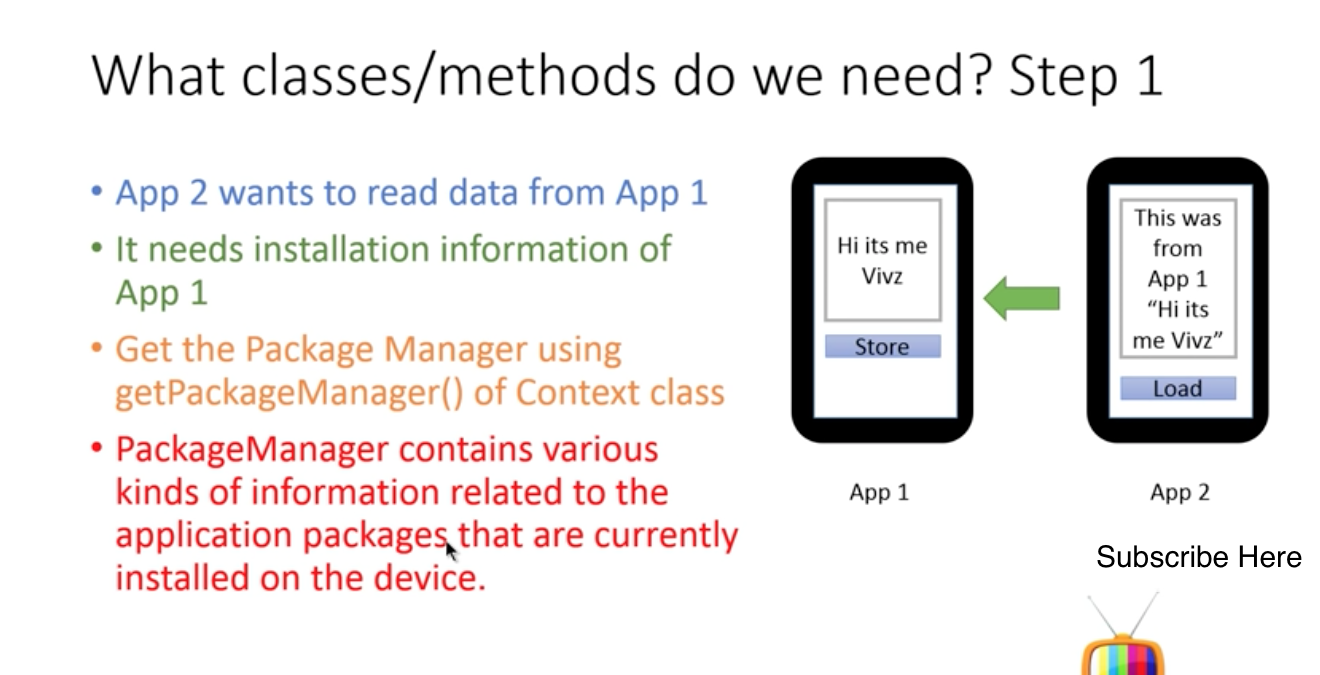 What classes/methods do we need? Step 1
• App 2 wants to read data from App 1
• It needs installation information of
App 1
• Get the Package Manager using
getPackageManager() of Context class
• PackageManager contains various
kinds of information related to the
application packages that are currently
installed on the device.
Hi its me
Vivz
Store
App 1
This was
from
App 1
“Hi its
me Vivz”
Load
App 2
Subscribe Here